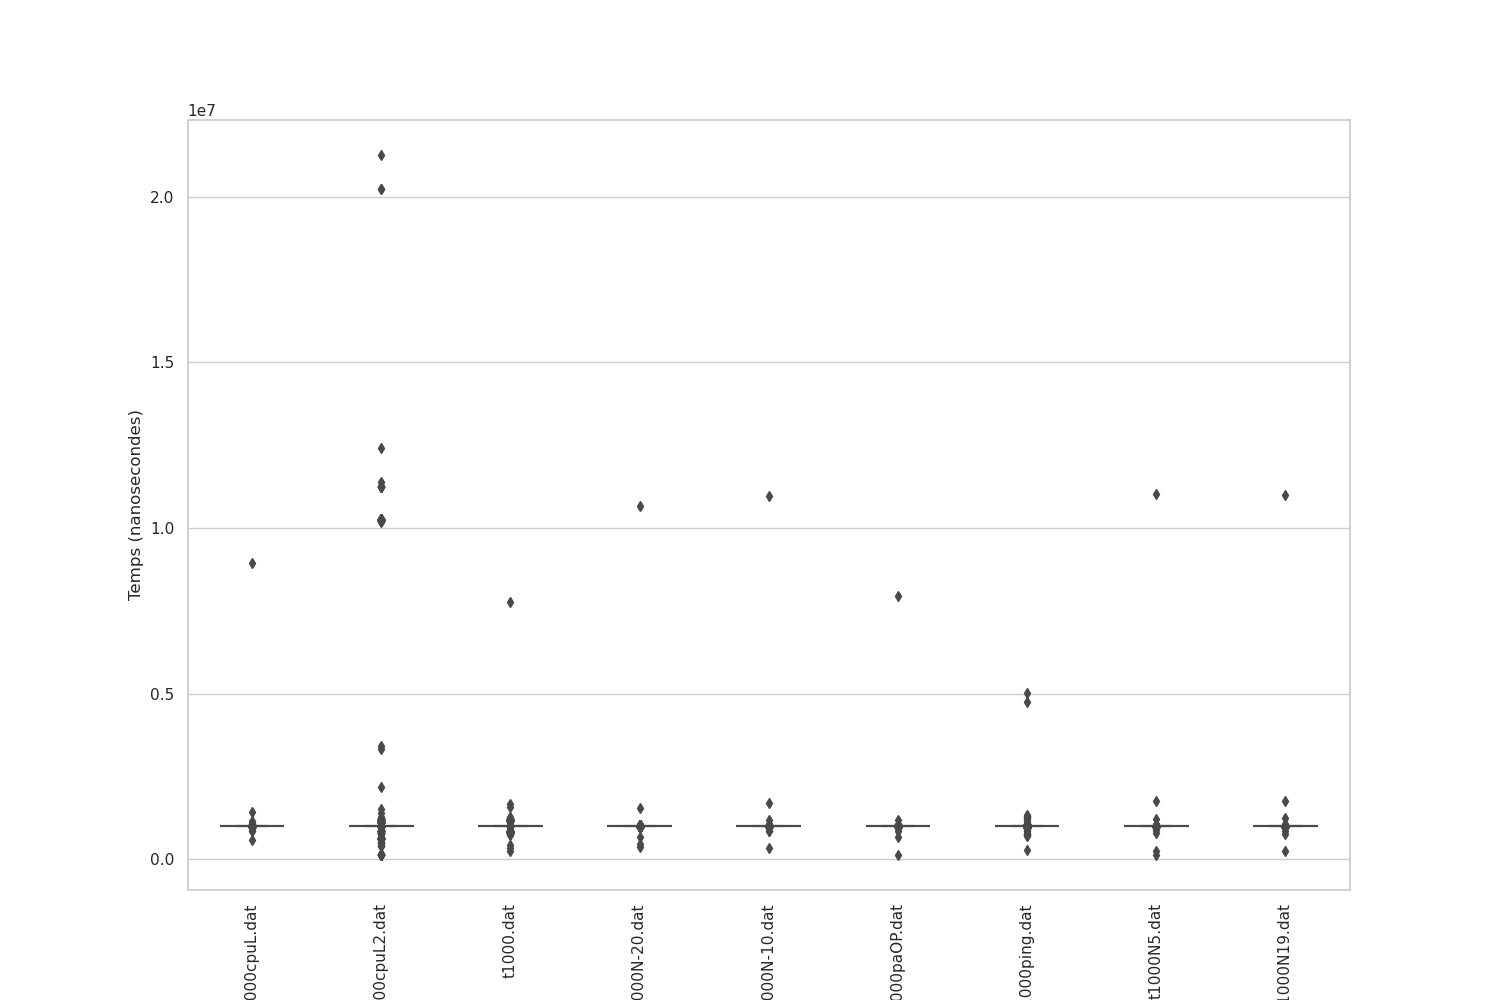 1e7
2.0
1.5
1.0
0.5
0.0
Temps (nanosecondes)
000cpuL.dat
00cpuL2.dat
t1000.dat
000N-20.dat
000N-10.dat
000paOP.dat
000ping.dat
t1000N5.dat
1000N19.dat